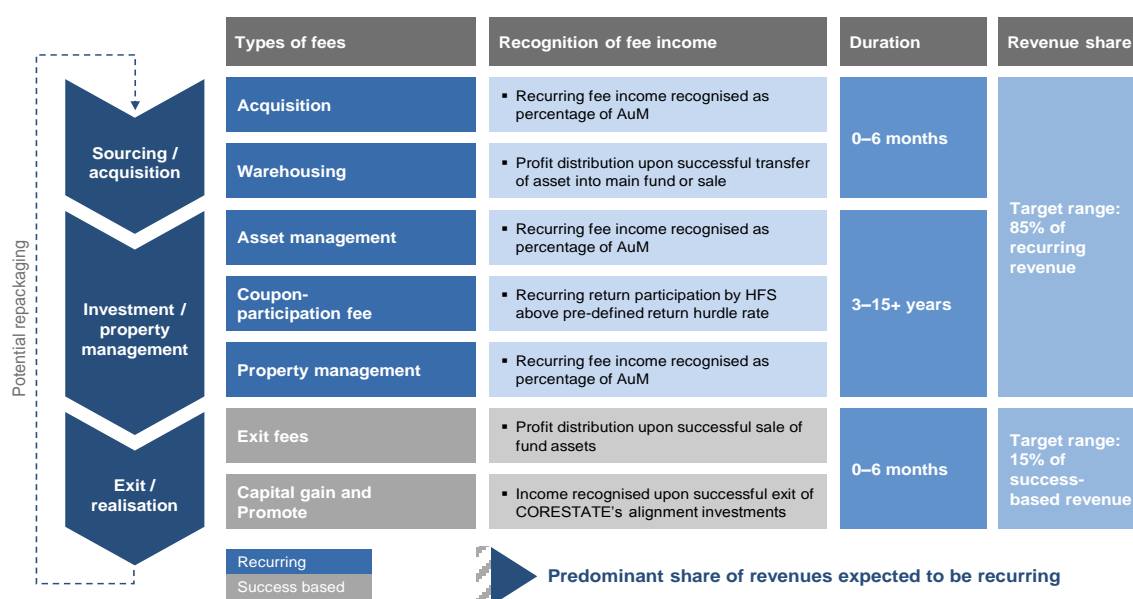 Types of fees
Recognition of fee income
Duration
Revenue share
Potential repackaging
Sourcing /
acquisition
Acquisition
▪ Recurring fee income recognised as
percentage of AuM
Warehousing
▪ Profit distribution upon successful transfer
of asset into main fund or sale
0–6 months
Investment /
property
management
Asset management
▪ Recurring fee income recognised as
percentage of AuM
Coupon-
participation fee
▪ Recurring return participation by HFS
above pre-defined return hurdle rate
Property management
▪ Recurring fee income recognised as
percentage of AuM
3–15+ years
Target range:
85% of
recurring
revenue
Exit /
realisation
Exit fees
▪ Profit distribution upon successful sale of
fund assets
Capital gain and
Promote
▪ Income recognised upon successful exit of
CORESTATE’s alignment investments
0–6 months
Target range:
15% of
success-
based revenue
Recurring
Success based
Predominant share of revenues expected to be recurring